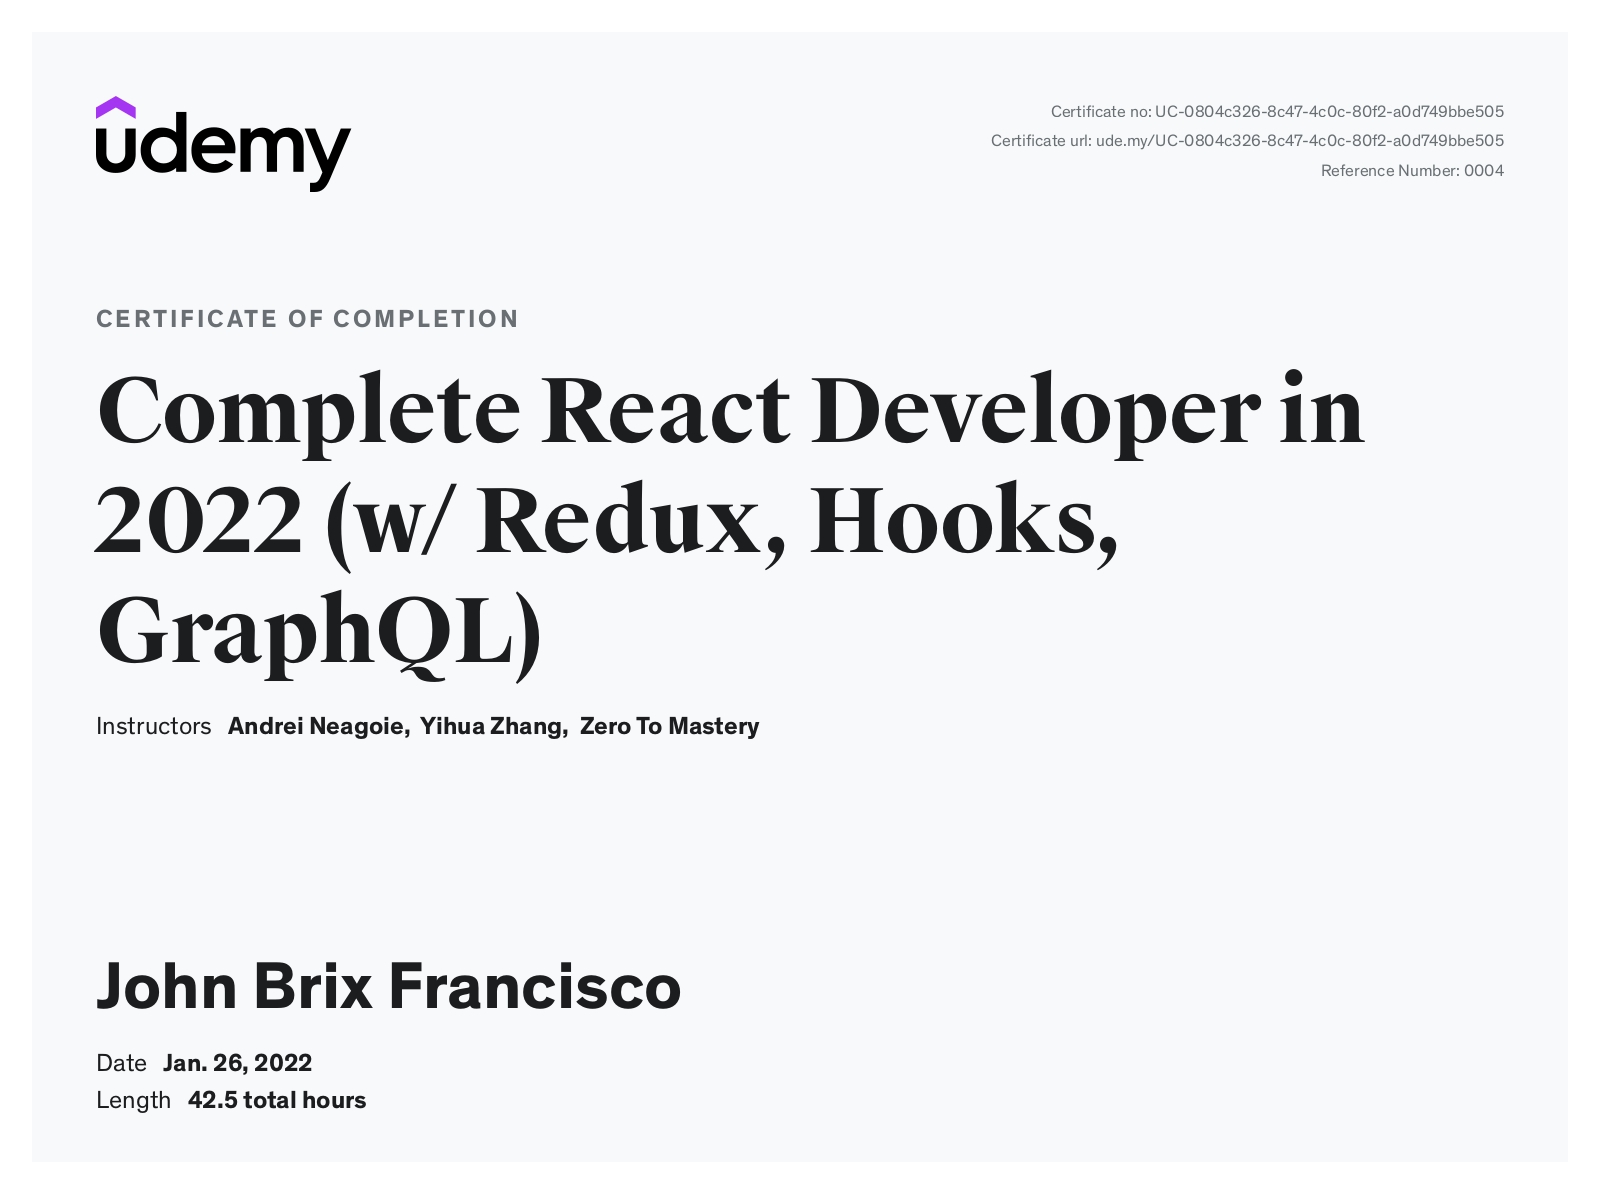 udemy
Certificate no: UC-0804c326-8c47-4c0c-80f2-a0d749bbe505
Certificate url: ude.my/UC-0804c326-8c47-4c0c-80f2-a0d749bbe505
Reference Number: 0004
CERTIFICATE OF COMPLETION
Complete React Developer in
2022 (w/ Redux, Hooks,
GraphQL)
Instructors Andrei Neagoie, Yihua Zhang, Zero To Mastery
John Brix Francisco
Date Jan. 26, 2022
Length 42.5 total hours